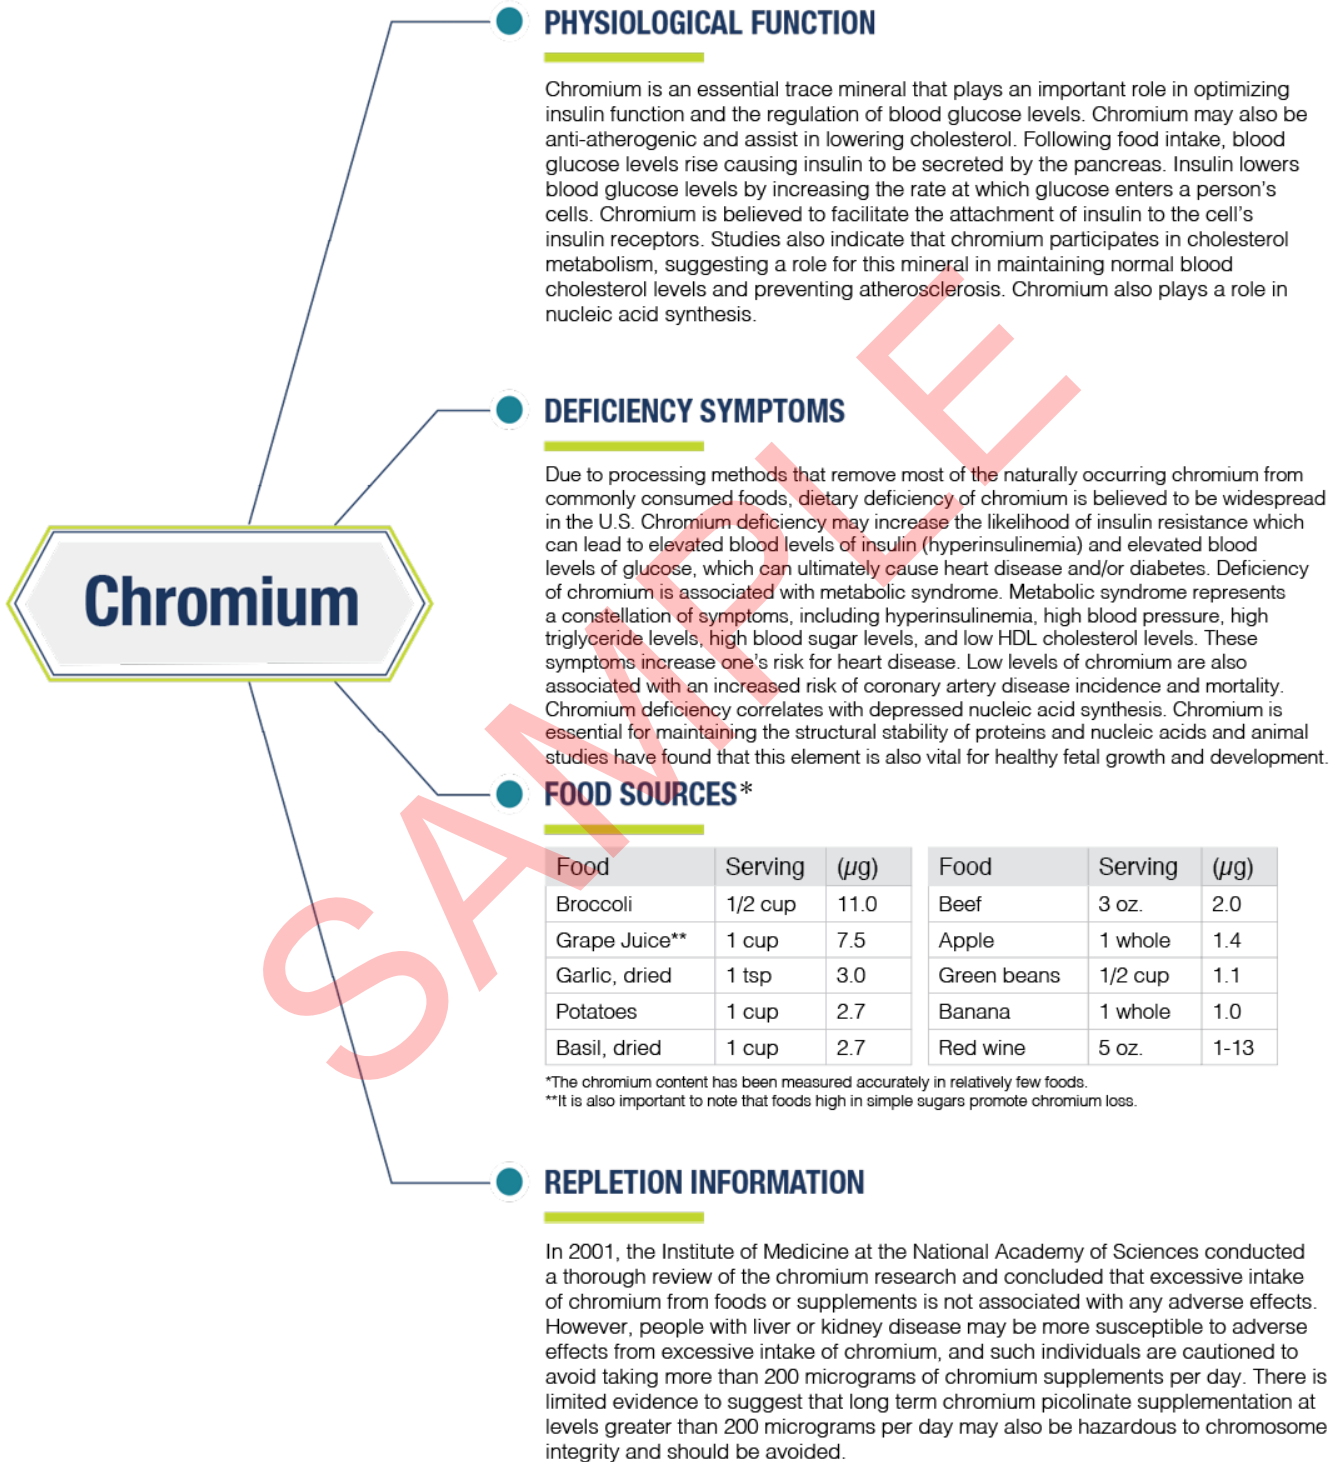 PHYSIOLOGICAL FUNCTION
Chromium is an essential trace mineral that plays an important role in optimizing
insulin function and the regulation of blood glucose levels. Chromium may also be
anti-atherogenic and assist in lowering cholesterol. Following food intake, blood
glucose levels rise causing insulin to be secreted by the pancreas. Insulin lowers
blood glucose levels by increasing the rate at which glucose enters a person's
cells. Chromium is believed to facilitate the attachment of insulin to the cell's
insulin receptors. Studies also indicate that chromium participates in cholesterol
metabolism, suggesting a role for this mineral in maintaining normal blood
cholesterol levels and preventing atherosclerosis. Chromium also plays a role in
nucleic acid synthesis.
DEFICIENCY SYMPTOMS
Due to processing methods that remove most of the naturally occurring chromium from
commonly consumed foods, dietary deficiency of chromium is believed to be widespread
in the U.S. Chromium deficiency may increase the likelihood of insulin resistance which
can lead to elevated blood levels of insulin (hyperinsulinemia) and elevated blood
levels of glucose, which can ultimately cause heart disease and/or diabetes. Deficiency
of chromium is associated with metabolic syndrome. Metabolic syndrome represents
a constellation of symptoms, including hyperinsulinemia, high blood pressure, high
triglyceride levels, high blood sugar levels, and low HDL cholesterol levels. These
symptoms increase one's risk for heart disease. Low levels of chromium are also
associated with an increased risk of coronary artery disease incidence and mortality.
Chromium deficiency correlates with depressed nucleic acid synthesis. Chromium is
essential for maintaining the structural stability of proteins and nucleic acids and animal
studies have found that this element is also vital for healthy fetal growth and development.
Chromium
FOOD SOURCES*
Food Serving (µg) Food Serving (µg)
Broccoli 1/2 cup 11.0 Beef 3 oz. 2.0
Grape Juice** 1 cup 7.5 Apple 1 whole 1.4
Garlic, dried 1 tsp 3.0 Green beans 1/2 cup 1.1
Potatoes 1 cup 2.7 Banana 1 whole 1.0
Basil, dried 1 cup 2.7 Red wine 5 oz. 1-13
*The chromium content has been measured accurately in relatively few foods.
**It is also important to note that foods high in simple sugars promote chromium loss.
REPLETION INFORMATION
In 2001, the Institute of Medicine at the National Academy of Sciences conducted
a thorough review of the chromium research and concluded that excessive intake
of chromium from foods or supplements is not associated with any adverse effects.
However, people with liver or kidney disease may be more susceptible to adverse
effects from excessive intake of chromium, and such individuals are cautioned to
avoid taking more than 200 micrograms of chromium supplements per day. There is
limited evidence to suggest that long term chromium picolinate supplementation at
levels greater than 200 micrograms per day may also be hazardous to chromosome
integrity and should be avoided.
SAMPLE